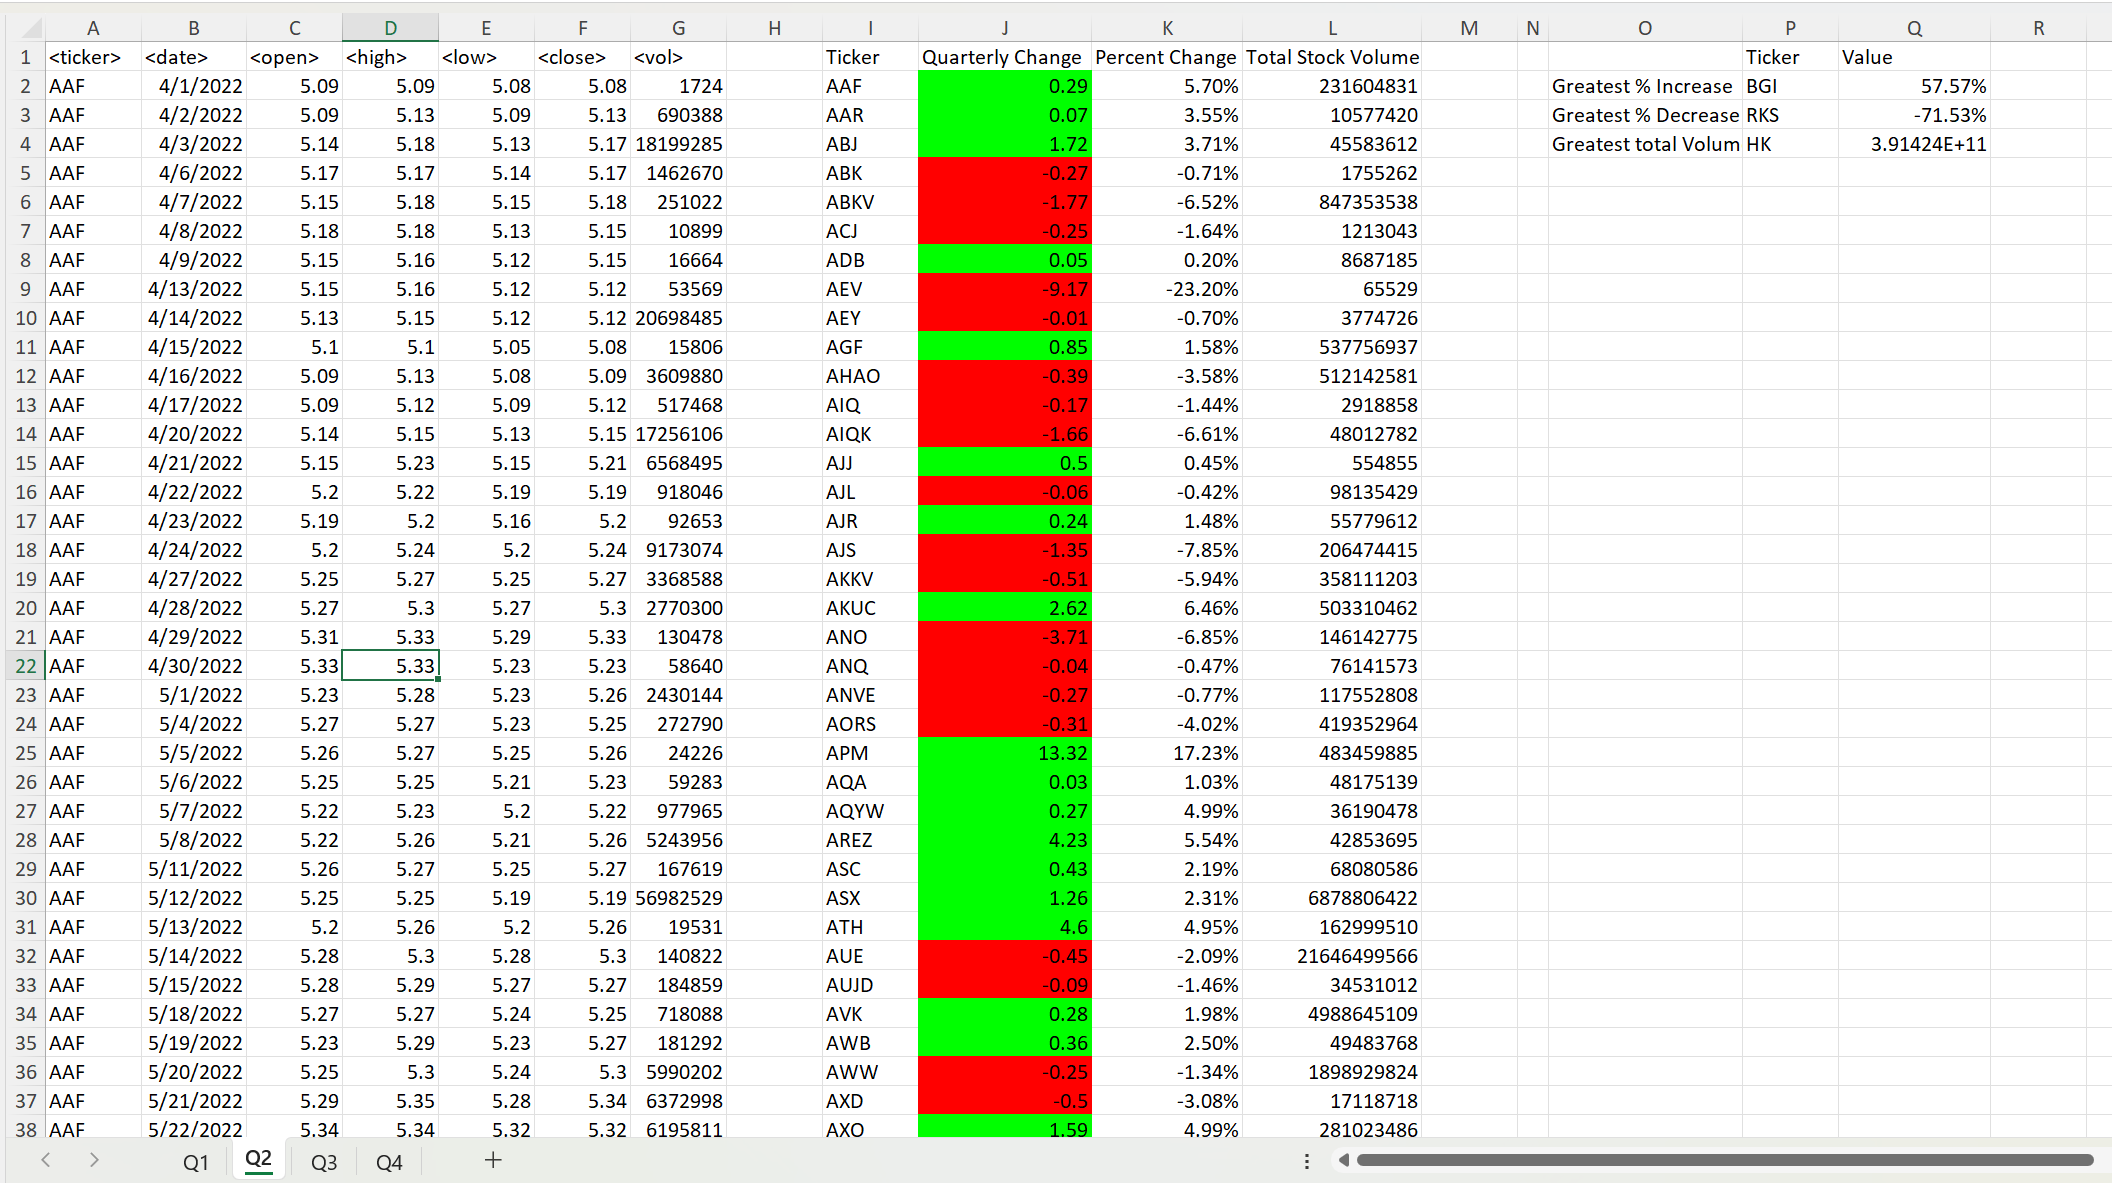 A B C D E F G H I J K L M N O P Q R
1 <ticker> <date> <open> <high> <low> <close> <vol> Ticker Quarterly Change Percent Change Total Stock Volume Ticker Value
2 AAF 4/1/2022 5.09 5.09 5.08 5.08 1724 AAF 0.29 5.70% 231604831 Greatest % Increase BGI 57.57%
3 AAF 4/2/2022 5.09 5.13 5.09 5.13 690388 AAR 0.07 3.55% 10577420 Greatest % Decrease RKS -71.53%
4 AAF 4/3/2022 5.14 5.18 5.13 5.17 18199285 ABJ 1.72 3.71% 45583612 Greatest total Volum HK 3.91424E+11
5 AAF 4/6/2022 5.17 5.17 5.14 5.17 1462670 ABK -0.27 -0.71% 1755262
6 AAF 4/7/2022 5.15 5.18 5.15 5.18 251022 ABKV -1.77 -6.52% 847353538
7 AAF 4/8/2022 5.18 5.18 5.13 5.15 10899 ACJ -0.25 -1.64% 1213043
8 AAF 4/9/2022 5.15 5.16 5.12 5.15 16664 ADB 0.05 0.20% 8687185
9 AAF 4/13/2022 5.15 5.16 5.12 5.12 53569 AEV -9.17 -23.20% 65529
10 AAF 4/14/2022 5.13 5.15 5.12 5.12 20698485 AEY -0.01 -0.70% 3774726
11 AAF 4/15/2022 5.1 5.1 5.05 5.08 15806 AGF 0.85 1.58% 537756937
12 AAF 4/16/2022 5.09 5.13 5.08 5.09 3609880 AHAO -0.39 -3.58% 512142581
13 AAF 4/17/2022 5.09 5.12 5.09 5.12 517468 AIQ -0.17 -1.44% 2918858
14 AAF 4/20/2022 5.14 5.15 5.13 5.15 17256106 AIQK -1.66 -6.61% 48012782
15 AAF 4/21/2022 5.15 5.23 5.15 5.21 6568495 AJJ 0.5 0.45% 554855
16 AAF 4/22/2022 5.2 5.22 5.19 5.19 918046 AJL -0.06 -0.42% 98135429
17 AAF 4/23/2022 5.19 5.2 5.16 5.2 92653 AJR 0.24 1.48% 55779612
18 AAF 4/24/2022 5.2 5.24 5.2 5.24 9173074 AJS -1.35 -7.85% 206474415
19 AAF 4/27/2022 5.25 5.27 5.25 5.27 3368588 AKKV -0.51 -5.94% 358111203
20 AAF 4/28/2022 5.27 5.3 5.27 5.3 2770300 AKUC 2.62 6.46% 503310462
21 AAF 4/29/2022 5.31 5.33 5.29 5.33 130478 ANO -3.71 -6.85% 146142775
22 AAF 4/30/2022 5.33 5.33 5.23 5.23 58640 ANQ -0.04 -0.47% 76141573
23 AAF 5/1/2022 5.23 5.28 5.23 5.26 2430144 ANVE -0.27 -0.77% 117552808
24 AAF 5/4/2022 5.27 5.27 5.23 5.25 272790 AORS -0.31 -4.02% 419352964
25 AAF 5/5/2022 5.26 5.27 5.25 5.26 24226 APM 13.32 17.23% 483459885
26 AAF 5/6/2022 5.25 5.25 5.21 5.23 59283 AQA 0.03 1.03% 48175139
27 AAF 5/7/2022 5.22 5.23 5.2 5.22 977965 AQYW 0.27 4.99% 36190478
28 AAF 5/8/2022 5.22 5.26 5.21 5.26 5243956 AREZ 4.23 5.54% 42853695
29 AAF 5/11/2022 5.26 5.27 5.25 5.27 167619 ASC 0.43 2.19% 68080586
30 AAF 5/12/2022 5.25 5.25 5.19 5.19 56982529 ASX 1.26 2.31% 6878806422
31 AAF 5/13/2022 5.2 5.26 5.2 5.26 19531 ATH 4.6 4.95% 162999510
32 AAF 5/14/2022 5.28 5.3 5.28 5.3 140822 AUE -0.45 -2.09% 21646499566
33 AAF 5/15/2022 5.28 5.29 5.27 5.27 184859 AUJD -0.09 -1.46% 34531012
34 AAF 5/18/2022 5.27 5.27 5.24 5.25 718088 AVK 0.28 1.98% 4988645109
35 AAF 5/19/2022 5.23 5.29 5.23 5.27 181292 AWB 0.36 2.50% 49483768
36 AAF 5/20/2022 5.25 5.3 5.24 5.3 5990202 AWW -0.25 -1.34% 1898929824
37 AAF 5/21/2022 5.29 5.35 5.28 5.34 6372998 AXD -0.5 -3.08% 17118718
38 AAF 5/22/2022 5.34 5.34 5.32 5.32 6195811 AXO 1.59 4.99% 281023486
Q1 Q2 Q3 Q4